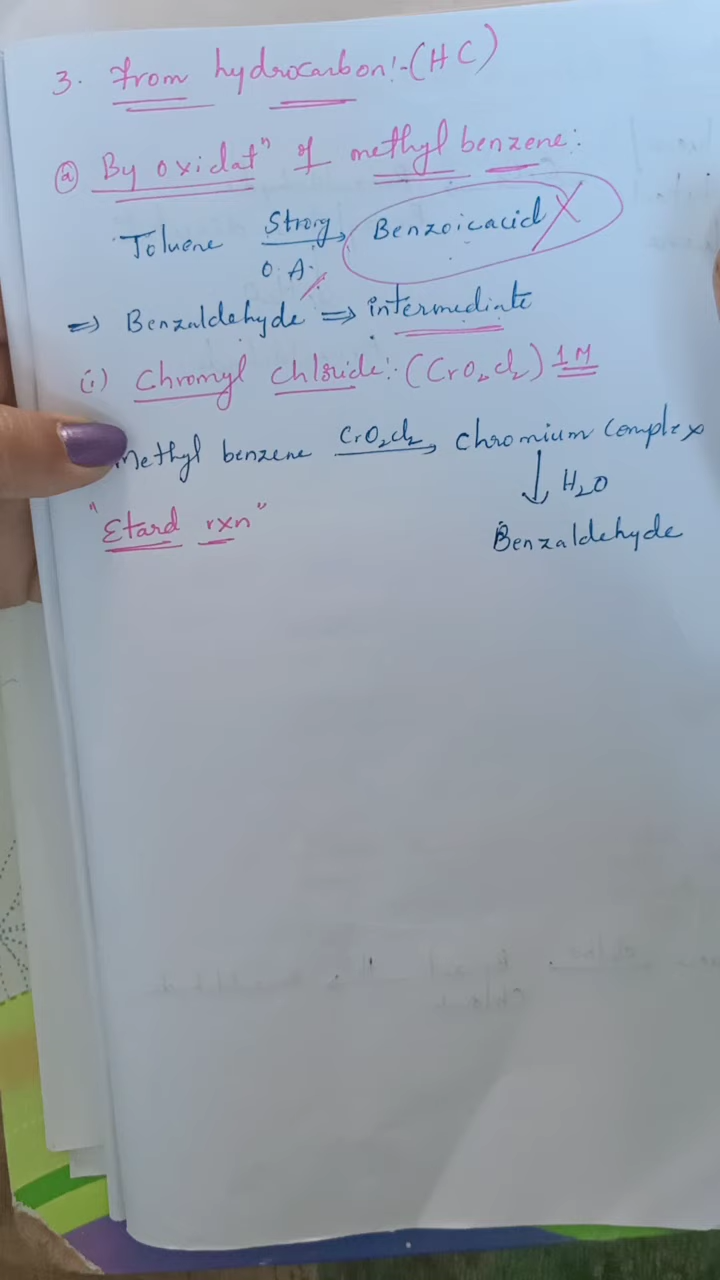 3. From hydrocarbon:-(HC)
ⓐ By oxidatⁿ of methyl benzene:
Toluene Strong Benzoicacid X
O.A.
⇒ Benzaldehyde ⇒ intermediate
(i) Chromyl Chloride:- (CrO₂Cl₂) 1M
Methyl benzene CrO₂Cl₂ Chromium Complex
↓ H₂O
"Etard rxn" Benzaldehyde